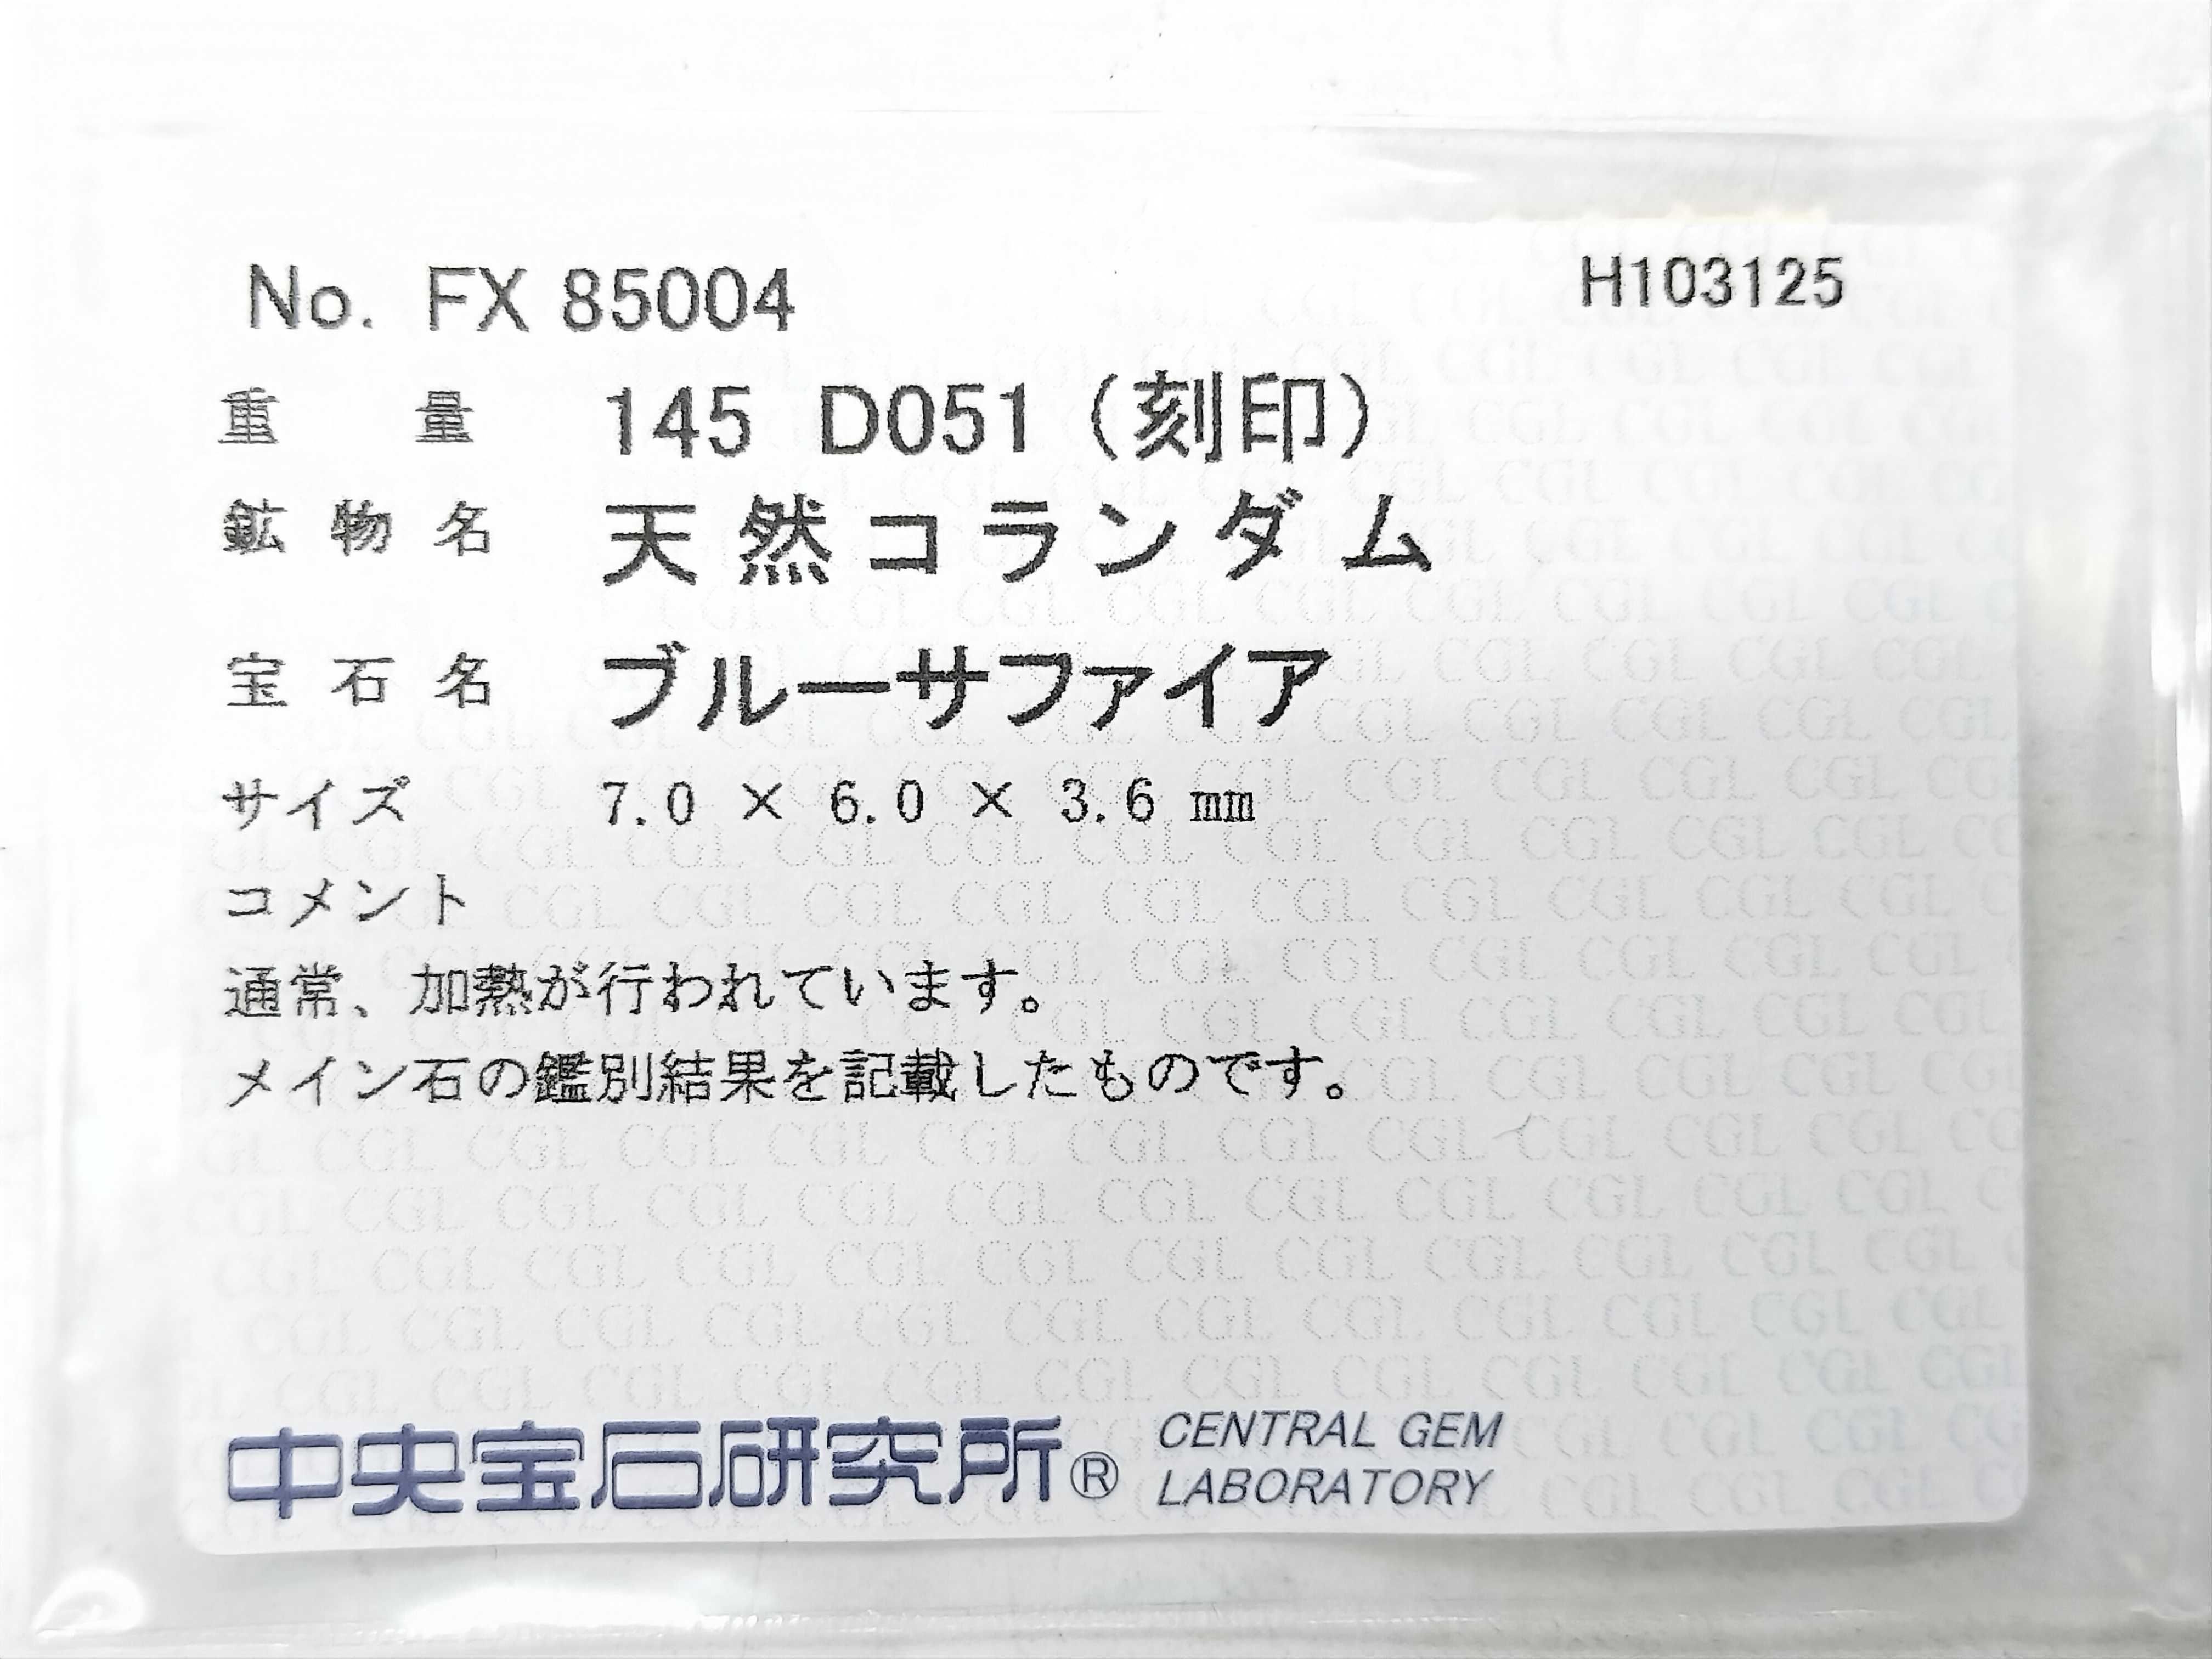 No. FX 85004 H103125
重量 145 D051（刻印）
鉱物名 天然コランダム
宝石名 ブルーサファイア
サイズ 7.0 × 6.0 × 3.6 mm
コメント
通常、加熱が行われています。
メイン石の鑑別結果を記載したものです。
中央宝石研究所® CENTRAL GEM
LABORATORY